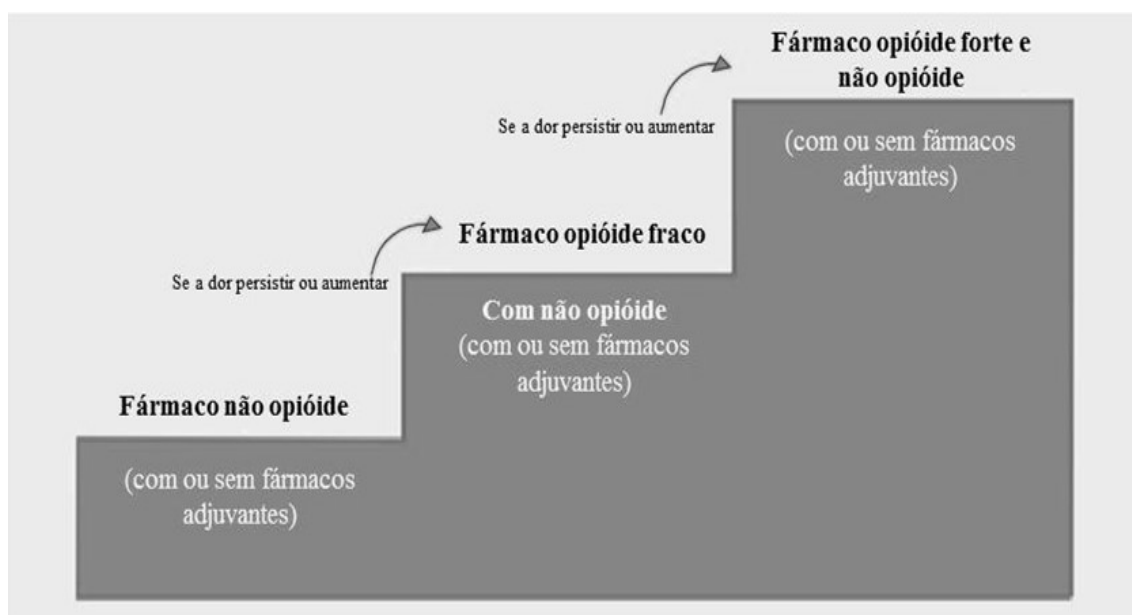 Fármaco opióide forte e
não opióide
Se a dor persistir ou aumentar
(com ou sem fármacos
adjuvantes)
Fármaco opióide fraco
Se a dor persistir ou aumentar
Com não opióide
(com ou sem fármacos
adjuvantes)
Fármaco não opióide
(com ou sem fármacos
adjuvantes)